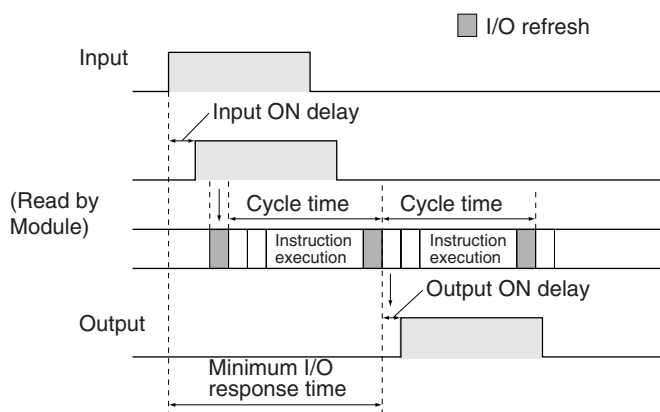 I/O refresh
Input
Input ON delay
(Read by
Module)
Cycle time
Cycle time
Instruction
execution
Instruction
execution
Output ON delay
Output
Minimum I/O
response time